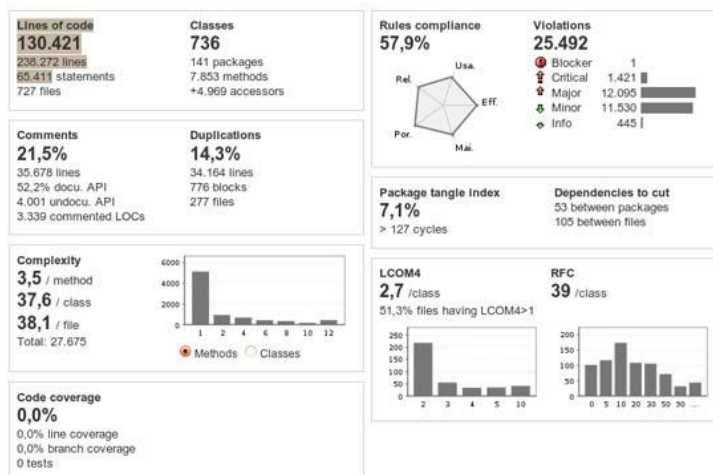 Lines of code
130.421
238.272 lines
65.411 statements
727 files
Classes
736
141 packages
7.853 methods
+4.969 accessors
Comments
21,5%
35.678 lines
52,2% docu. API
4.001 undocu. API
3.339 commented LOCs
Duplications
14,3%
34.164 lines
776 blocks
277 files
Complexity
3,5 / method
37,6 / class
38,1 / file
Total: 27.675
6000
4000
2000
0
1 2 4 6 8 10 12
Methods Classes
Code coverage
0,0%
0,0% line coverage
0,0% branch coverage
0 tests
Rules compliance
57,9%
Usa.
Rel.
Eff.
Por.
Mai.
Violations
25.492
Blocker 1
Critical 1.421
Major 12.095
Minor 11.530
Info 445
Package tangle index
7,1%
> 127 cycles
Dependencies to cut
53 between packages
105 between files
LCOM4
2,7 /class
51,3% files having LCOM4>1
250
200
150
100
50
0
2 3 4 5 10
RFC
39 /class
200
150
100
50
0
0 5 10 20 30 50 90 ...